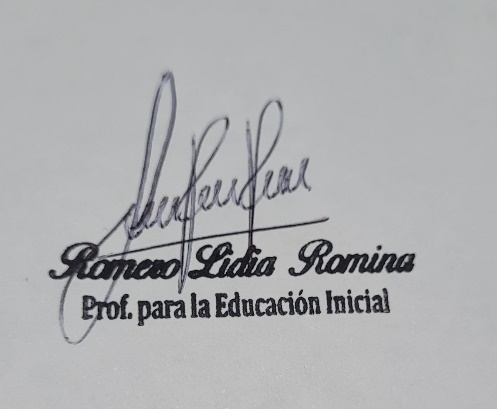 Romero Lidia Romina
Prof. para la Educación Inicial